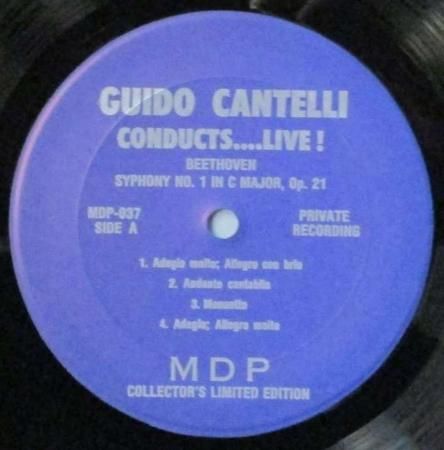 GUIDO CANTELLI
CONDUCTS....LIVE!
BEETHOVEN
SYPHONY NO. 1 IN C MAJOR, Op. 21
MDP-037
SIDE A
PRIVATE
RECORDING
1. Adagio molto; Allegro con brio
2. Andante cantabile
3. Menuetto
4. Adagio; Allegro molto
MDP
COLLECTOR'S LIMITED EDITION